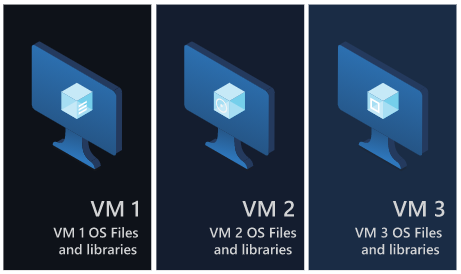 VM 1
VM 1 OS Files
and libraries
VM 2
VM 2 OS Files
and libraries
VM 3
VM 3 OS Files
and libraries